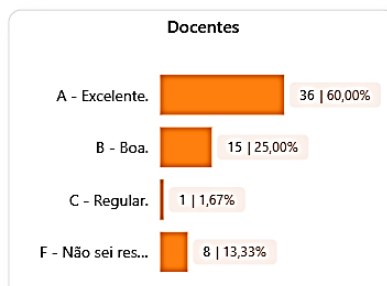 Docentes
A - Excelente. 36 | 60,00%
B - Boa. 15 | 25,00%
C - Regular. 1 | 1,67%
F - Não sei res... 8 | 13,33%